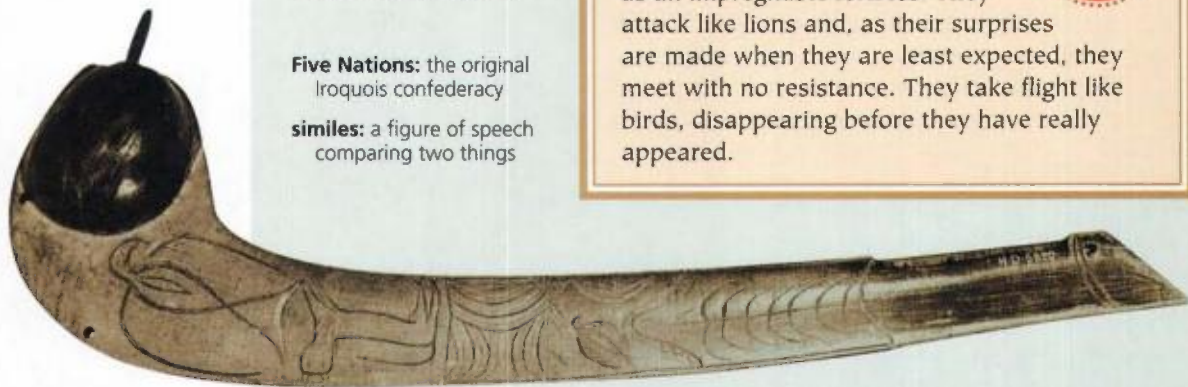 Five Nations: the original
Iroquois confederacy
similes: a figure of speech
comparing two things
attack like lions and, as their surprises
are made when they are least expected, they
meet with no resistance. They take flight like
birds, disappearing before they have really
appeared.